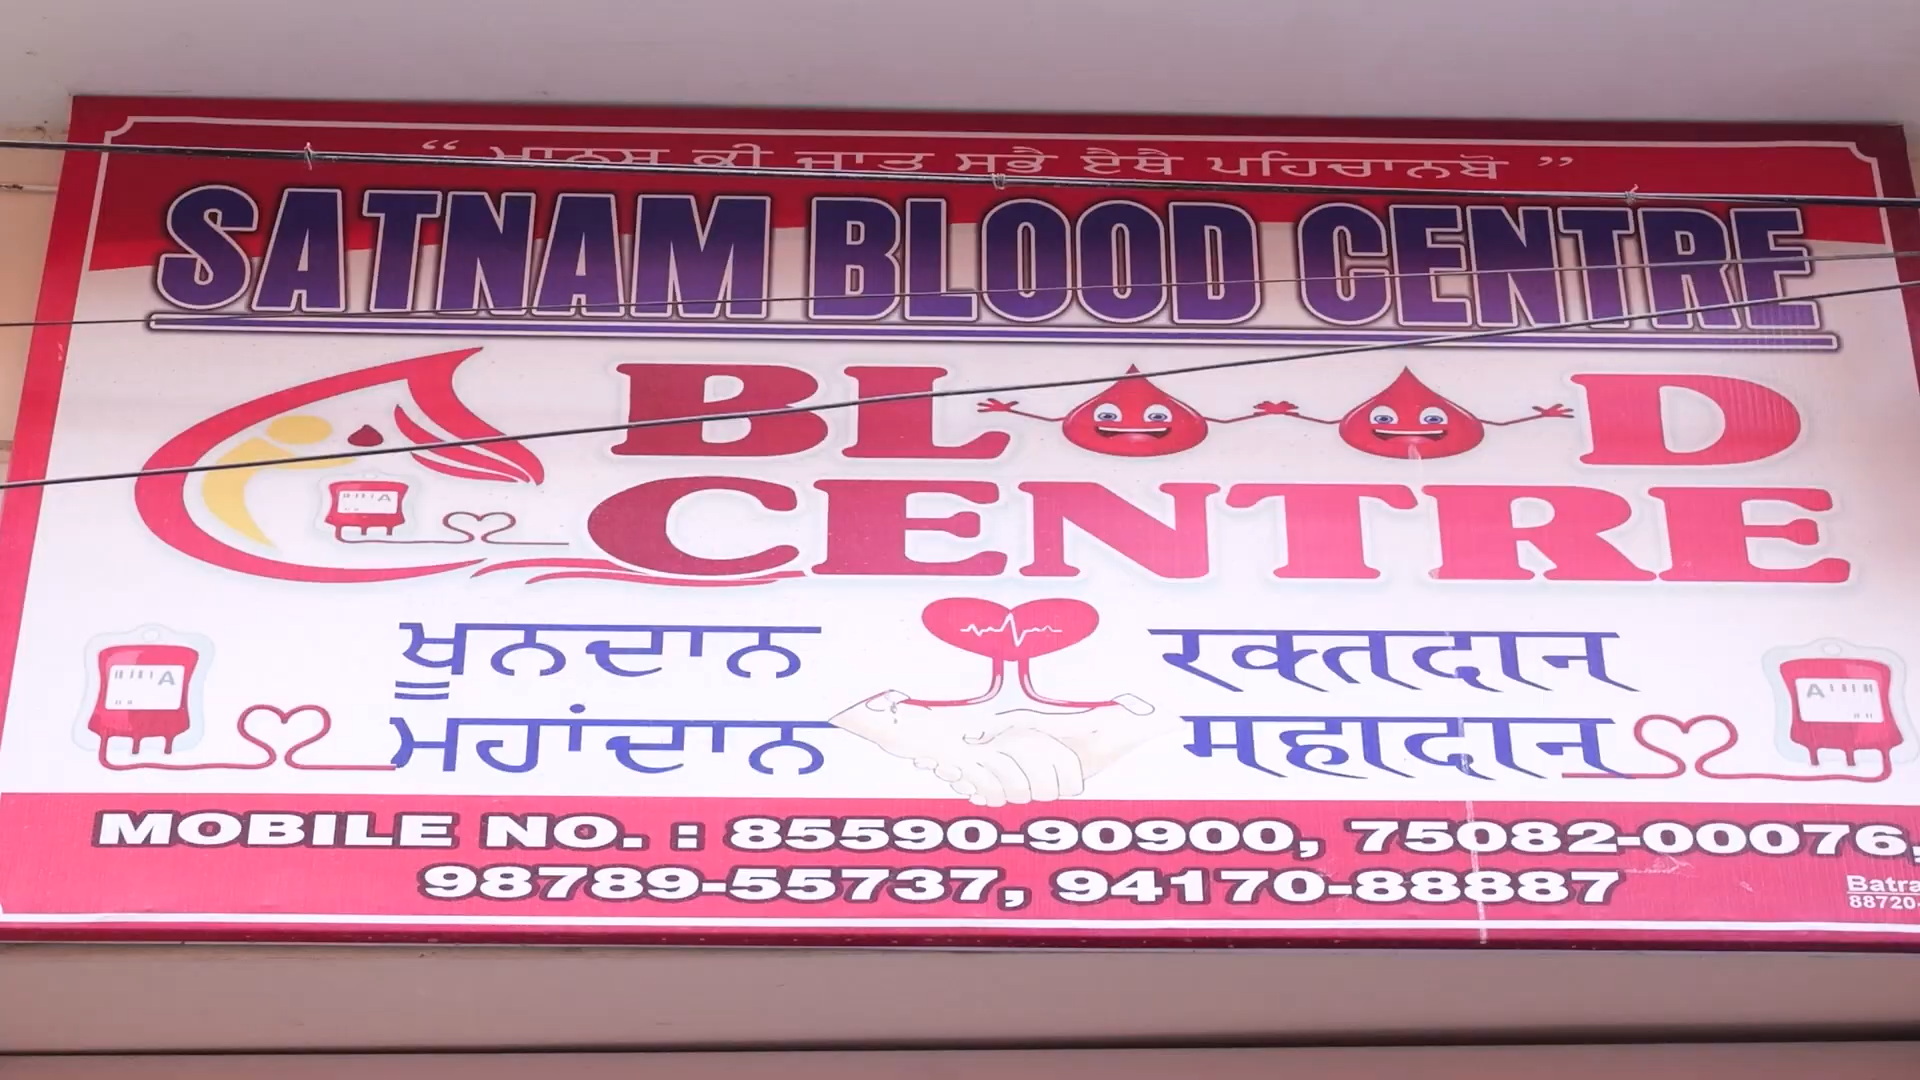 “ ਮਾਨਸ ਕੀ ਜਾਤ ਸਭੈ ਏਕੈ ਪਹਿਚਾਨਬੋ ”
SATNAM BLOOD CENTRE
BLOOD
CENTRE
ਖੂਨਦਾਨ
ਮਹਾਂਦਾਨ
रक्तदान
महादान
MOBILE NO. : 85590-90900, 75082-00076,
98789-55737, 94170-88887
Batra
88720-